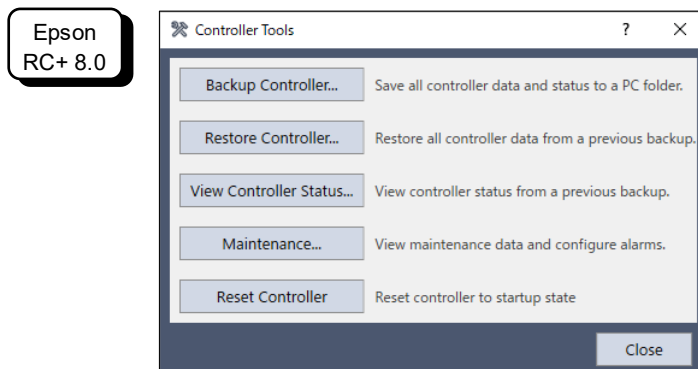 Epson
RC+ 8.0
Controller Tools
?
Backup Controller... Save all controller data and status to a PC folder.
Restore Controller... Restore all controller data from a previous backup.
View Controller Status... View controller status from a previous backup.
Maintenance... View maintenance data and configure alarms.
Reset Controller Reset controller to startup state
Close